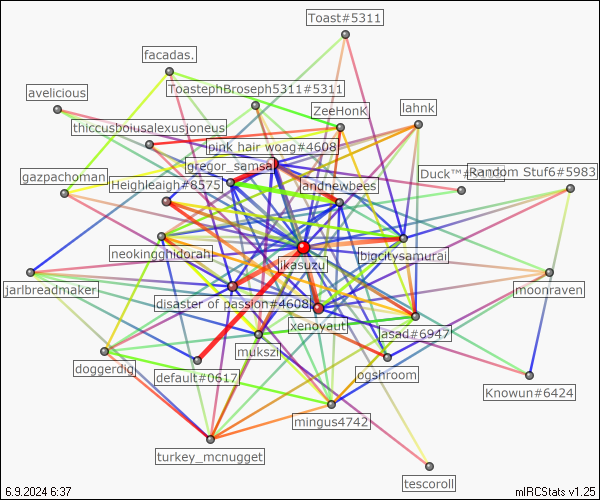 Toast#5311
facadas.
ToastephBroseph5311#5311
avelicious
ZeeHonK
lahnk
thiccusboiusalexusjoneus
pink hair woag#4608
gregor_samsa
Duck™#
Random Stuf6#5983
gazpachoman
Heighleaigh#8575
landnewbees
neokingghidorah
bigcitysamurai
ikasuzu
jarlbreadmaker
disaster of passion#4608
moonraven
xenovaut
asad#6947
mukszi
doggerdig
default#0617
ogshroom
Knowun#6424
mingus4742
turkey_mcnugget
tescoroll
6.9.2024 6:37
mIRCStats v1.25